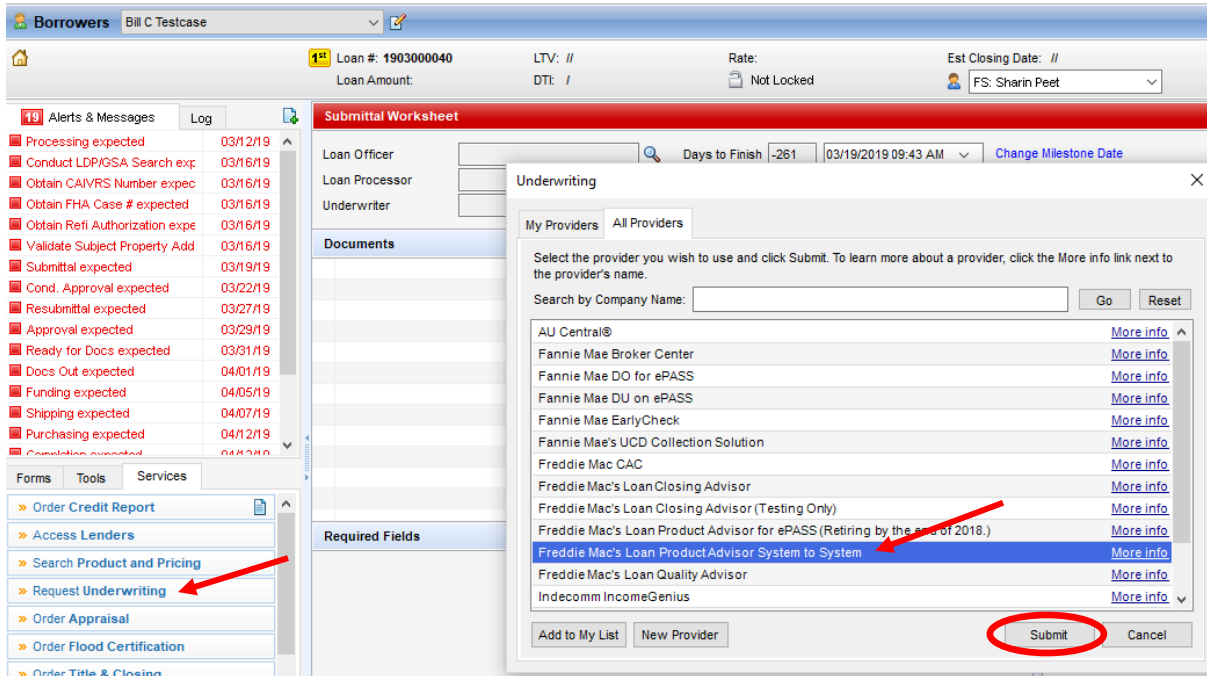 Borrowers Bill C Testcase
1st Loan #: 1903000040 LTV: // Rate: Est Closing Date: //
Loan Amount: DTI: / Not Locked FS: Sharin Peet
19 Alerts & Messages Log
Processing expected 03/12/19
Conduct LDP/GSA Search exp 03/16/19
Obtain CAIVRS Number expec 03/16/19
Obtain FHA Case # expected 03/16/19
Obtain Refi Authorization expe 03/16/19
Validate Subject Property Add 03/16/19
Submittal expected 03/19/19
Cond. Approval expected 03/22/19
Resubmittal expected 03/27/19
Approval expected 03/29/19
Ready for Docs expected 03/31/19
Docs Out expected 04/01/19
Funding expected 04/05/19
Shipping expected 04/07/19
Purchasing expected 04/12/19
Forms Tools Services
» Order Credit Report
» Access Lenders
» Search Product and Pricing
» Request Underwriting
» Order Appraisal
» Order Flood Certification
» Order Title & Closing
Submittal Worksheet
Loan Officer Days to Finish -261 03/19/2019 09:43 AM Change Milestone Date
Loan Processor
Underwriter
Documents
Required Fields
Underwriting
My Providers All Providers
Select the provider you wish to use and click Submit. To learn more about a provider, click the More info link next to
the provider's name.
Search by Company Name: Go Reset
AU Central® More info
Fannie Mae Broker Center More info
Fannie Mae DO for ePASS More info
Fannie Mae DU on ePASS More info
Fannie Mae EarlyCheck More info
Fannie Mae's UCD Collection Solution More info
Freddie Mac CAC More info
Freddie Mac's Loan Closing Advisor More info
Freddie Mac's Loan Closing Advisor (Testing Only) More info
Freddie Mac's Loan Product Advisor for ePASS (Retiring by the end of 2018.) More info
Freddie Mac's Loan Product Advisor System to System More info
Freddie Mac's Loan Quality Advisor More info
Indecomm IncomeGenius More info
Add to My List New Provider Submit Cancel